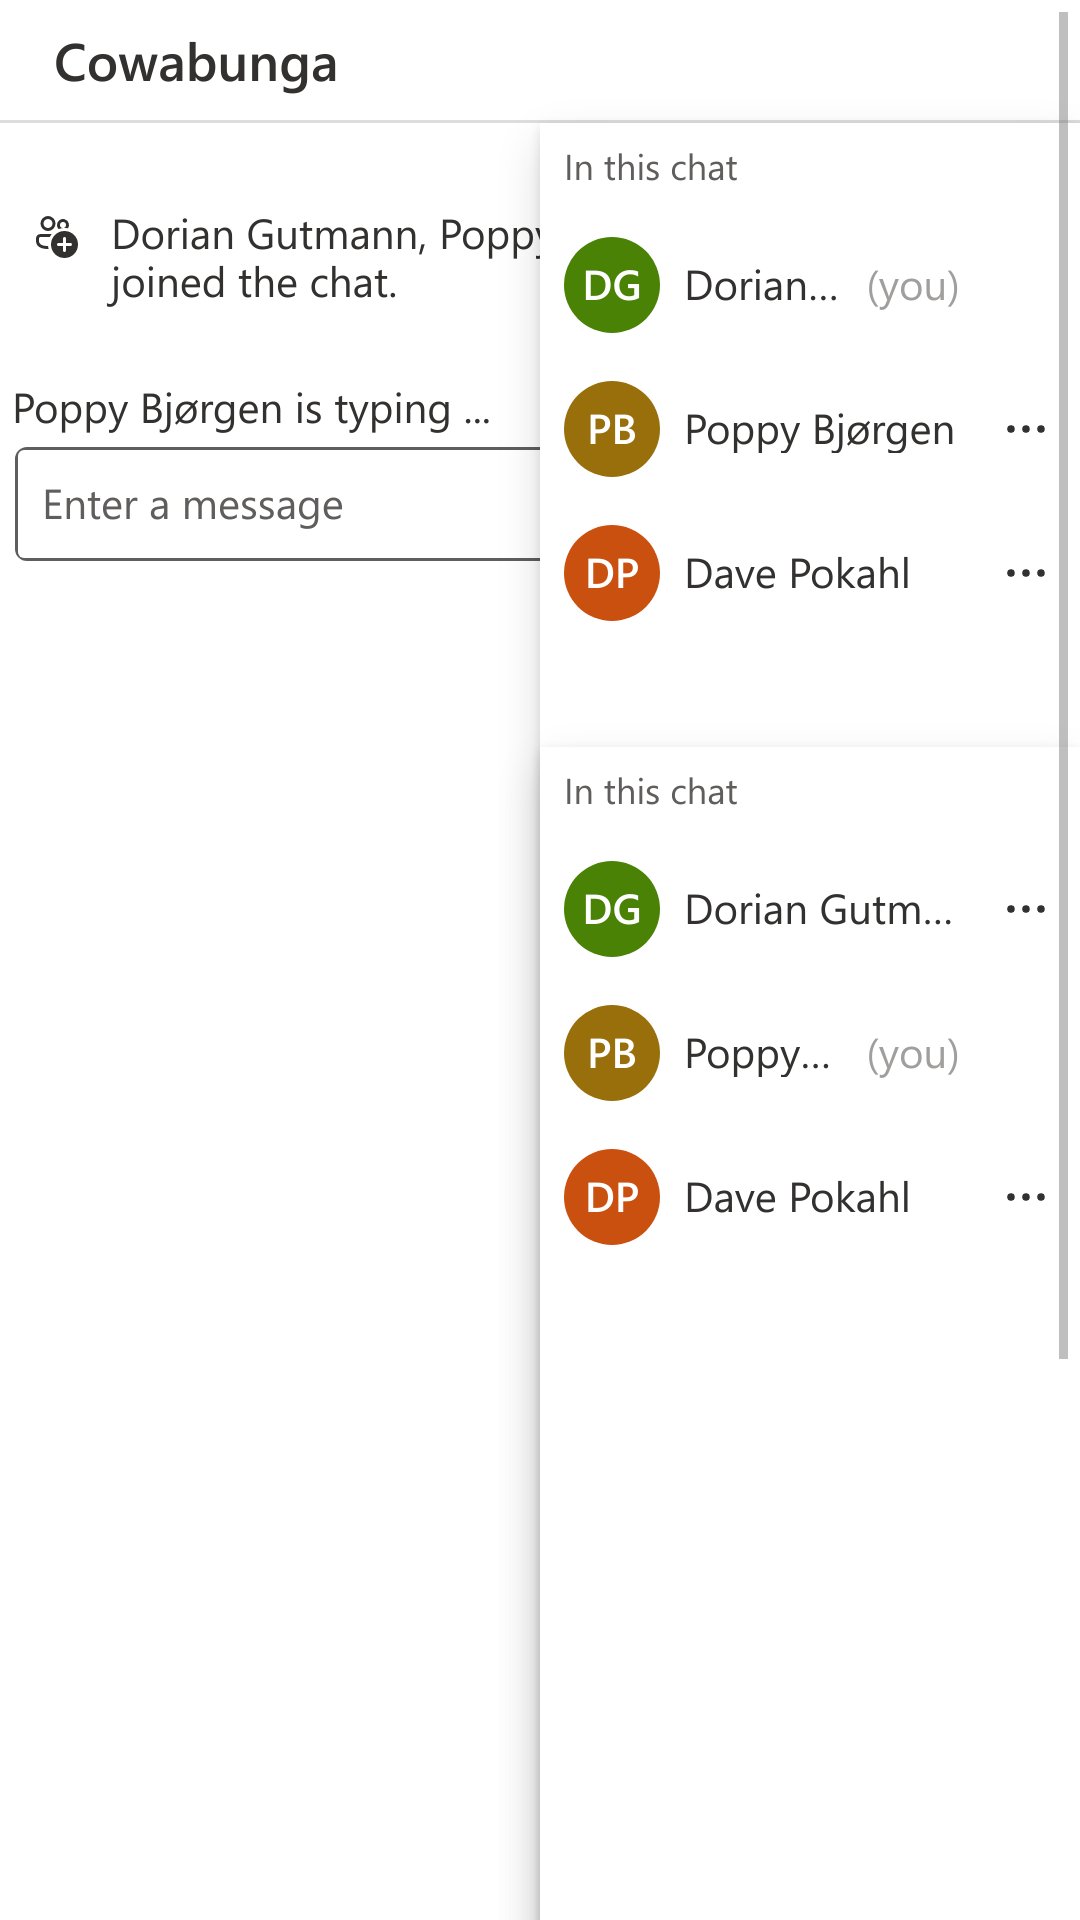 Cowabunga
Dorian Gutmann, Poppy
joined the chat.
Poppy Bjørgen is typing ...
Enter a message
In this chat
DG Dorian... (you)
PB Poppy Bjørgen
DP Dave Pokahl
In this chat
DG Dorian Gutm...
PB Poppy... (you)
DP Dave Pokahl